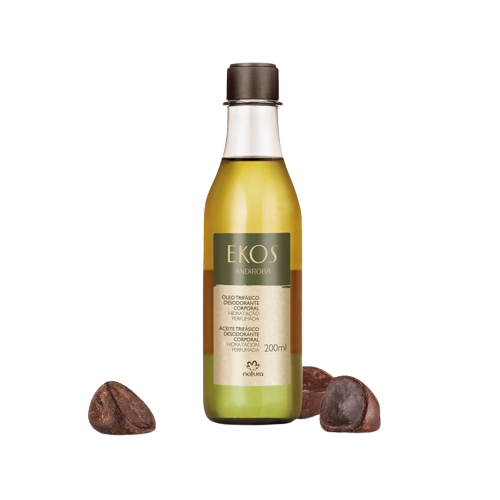 EKOS
ANDIROBA
ÓLEO TRIFÁSICO
DESODORANTE
CORPORAL
HIDRATAÇÃO
PERFUMADA
ACEITE TRIFÁSICO
DESODORANTE
CORPORAL
HIDRATACIÓN
PERFUMADA
200ml
natura